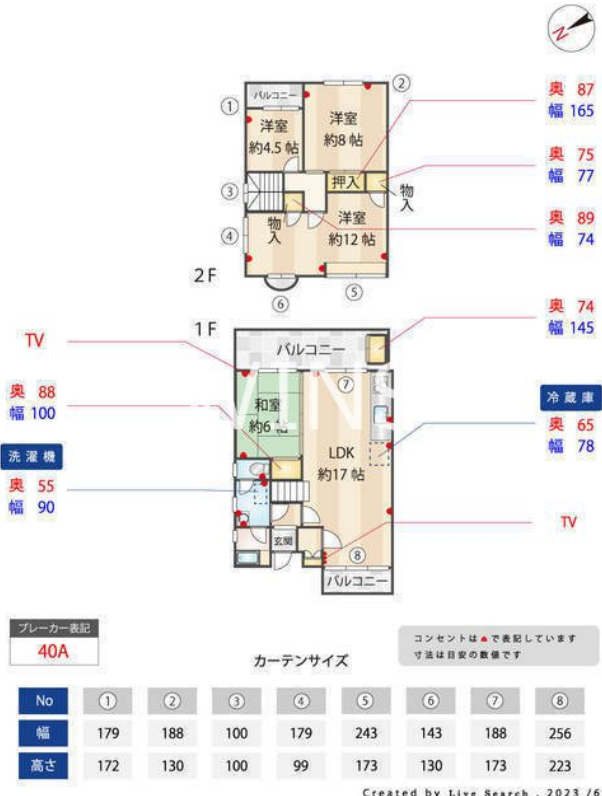 N
奥 87
幅 165
奥 75
幅 77
奥 89
幅 74
奥 74
幅 145
冷蔵庫
奥 65
幅 78
TV
TV
奥 88
幅 100
洗濯機
奥 55
幅 90
2F
バルコニー
①
②
洋室
約4.5 帖
洋室
約8 帖
③
押入
物入
④
物入
洋室
約12 帖
⑤
⑥
1F
バルコニー
⑦
和室
約6 帖
LDK
約17 帖
玄関
⑧
バルコニー
ブレーカー表記
40A
カーテンサイズ
コンセントは▲で表記しています
寸法は目安の数値です
No ① ② ③ ④ ⑤ ⑥ ⑦ ⑧
幅 179 188 100 179 243 143 188 256
高さ 172 130 100 99 173 130 173 223
Created by Live Search . 2023 /6